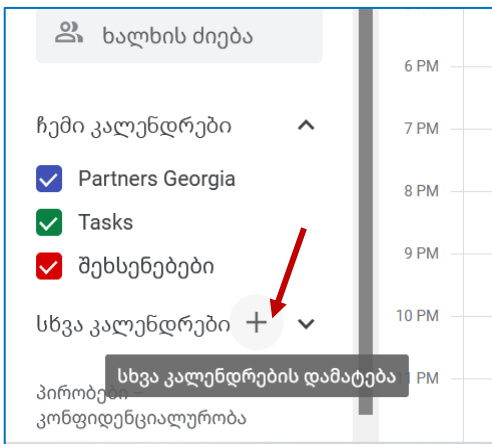 ხალხის ძიება
ჩემი კალენდრები
Partners Georgia
Tasks
შეხსენებები
სხვა კალენდრები
სხვა კალენდრების დამატება
პირობები –
კონფიდენციალურობა
6 PM
7 PM
8 PM
9 PM
10 PM
PM